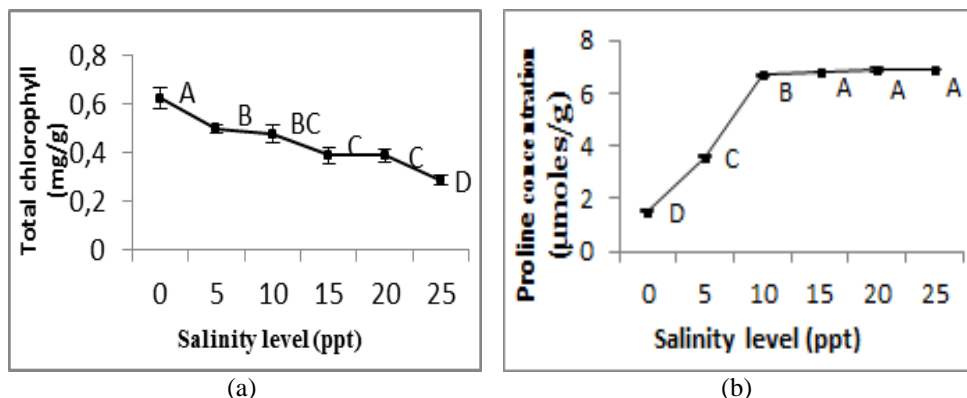 Total chlorophyll
(mg/g)
0,8
0,6
0,4
0,2
0
A
B
BC
C
C
D
0 5 10 15 20 25
Salinity level (ppt)
(a)
Proline concentration
(µmoles/g)
8
6
4
2
0
D
C
B
A
A
A
0 5 10 15 20 25
Salinity level (ppt)
(b)